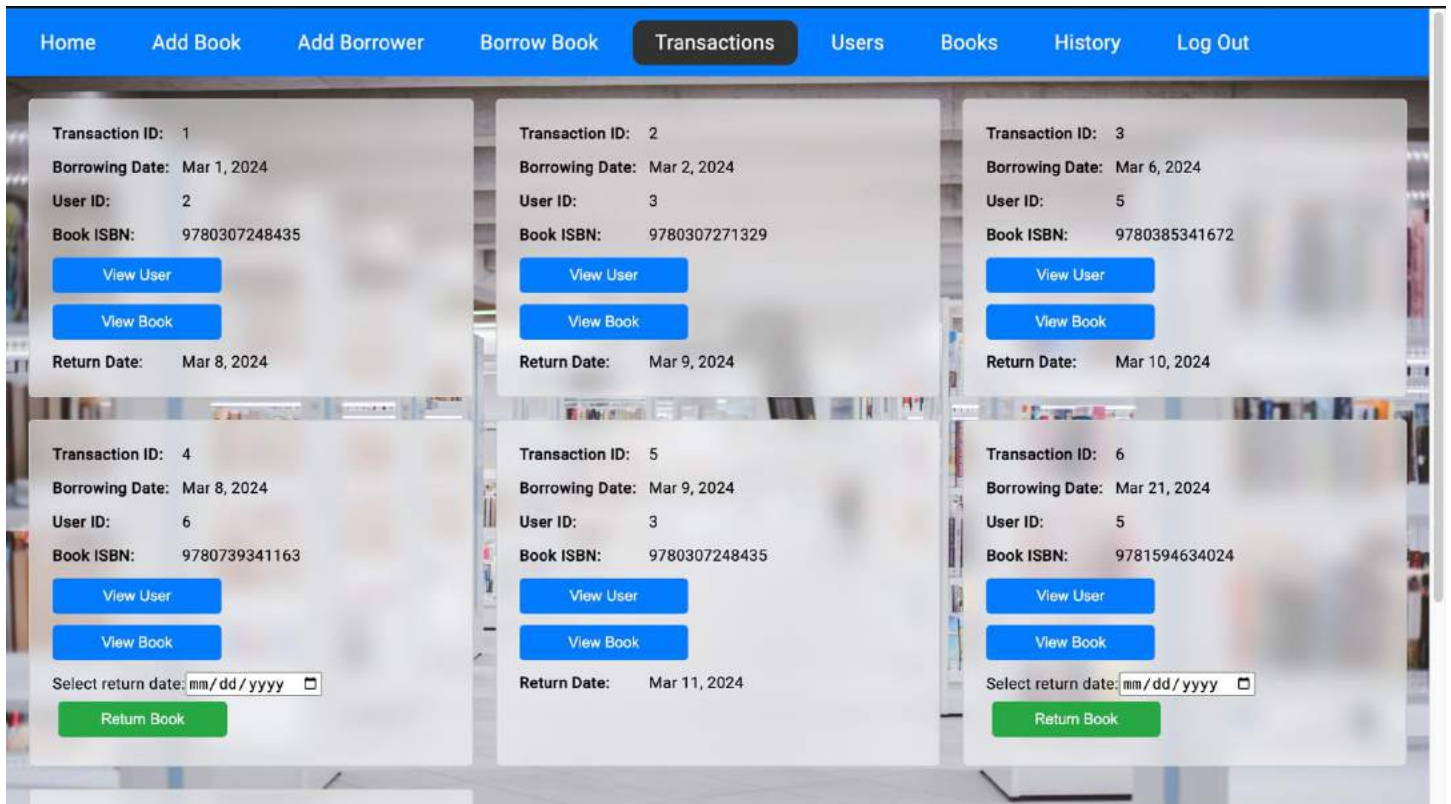 Home Add Book Add Borrower Borrow Book Transactions Users Books History Log Out
Transaction ID: 1
Borrowing Date: Mar 1, 2024
User ID: 2
Book ISBN: 9780307248435
View User
View Book
Return Date: Mar 8, 2024
Transaction ID: 2
Borrowing Date: Mar 2, 2024
User ID: 3
Book ISBN: 9780307271329
View User
View Book
Return Date: Mar 9, 2024
Transaction ID: 3
Borrowing Date: Mar 6, 2024
User ID: 5
Book ISBN: 9780385341672
View User
View Book
Return Date: Mar 10, 2024
Transaction ID: 4
Borrowing Date: Mar 8, 2024
User ID: 6
Book ISBN: 9780739341163
View User
View Book
Select return date: mm/dd/yyyy
Return Book
Transaction ID: 5
Borrowing Date: Mar 9, 2024
User ID: 3
Book ISBN: 9780307248435
View User
View Book
Return Date: Mar 11, 2024
Transaction ID: 6
Borrowing Date: Mar 21, 2024
User ID: 5
Book ISBN: 9781594634024
View User
View Book
Select return date: mm/dd/yyyy
Return Book